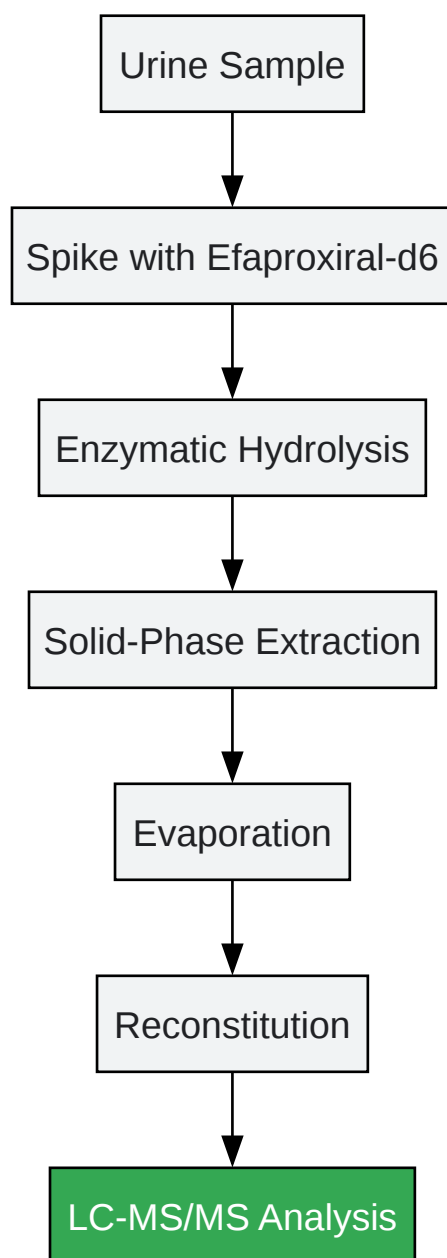 Urine Sample
Spike with Efaproxiral-d6
Enzymatic Hydrolysis
Solid-Phase Extraction
Evaporation
Reconstitution
LC-MS/MS Analysis